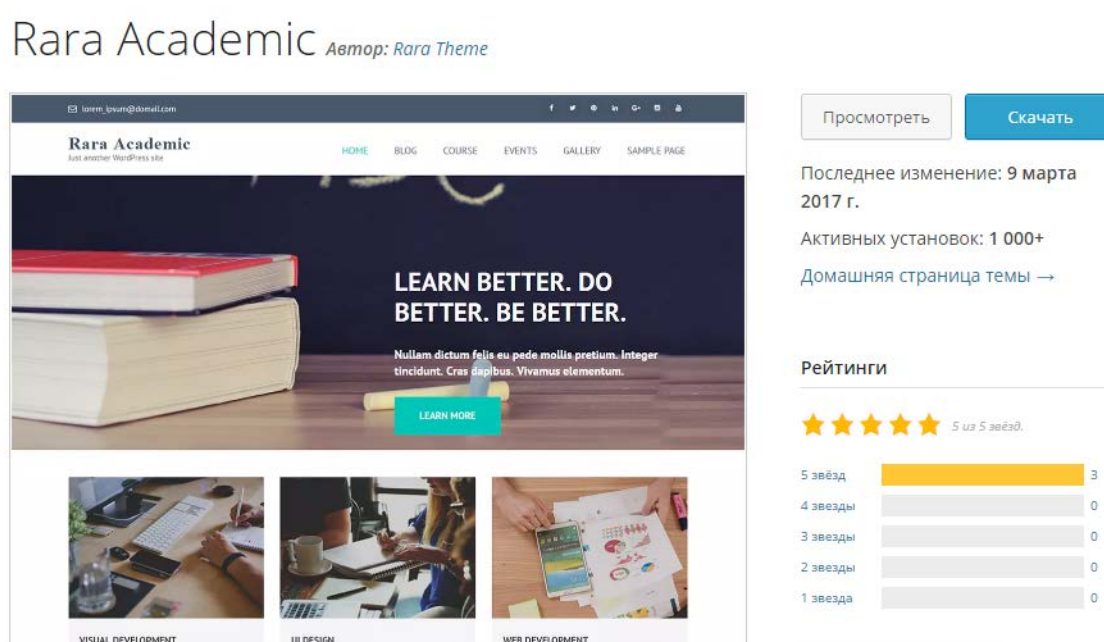 Rara Academic Автор: Rara Theme
lorem_ipsum@domail.com
Rara Academic
Just another WordPress site
HOME BLOG COURSE EVENTS GALLERY SAMPLE PAGE
LEARN BETTER. DO
BETTER. BE BETTER.
Nullam dictum felis eu pede mollis pretium. Integer
tincidunt. Cras dapibus. Vivamus elementum.
LEARN MORE
VISUAL DEVELOPMENT
UI DESIGN
WEB DEVELOPMENT
Просмотреть
Скачать
Последнее изменение: 9 марта
2017 г.
Активных установок: 1 000+
Домашняя страница темы →
Рейтинги
5 из 5 звёзд.
5 звёзд 3
4 звезды 0
3 звезды 0
2 звезды 0
1 звезда 0